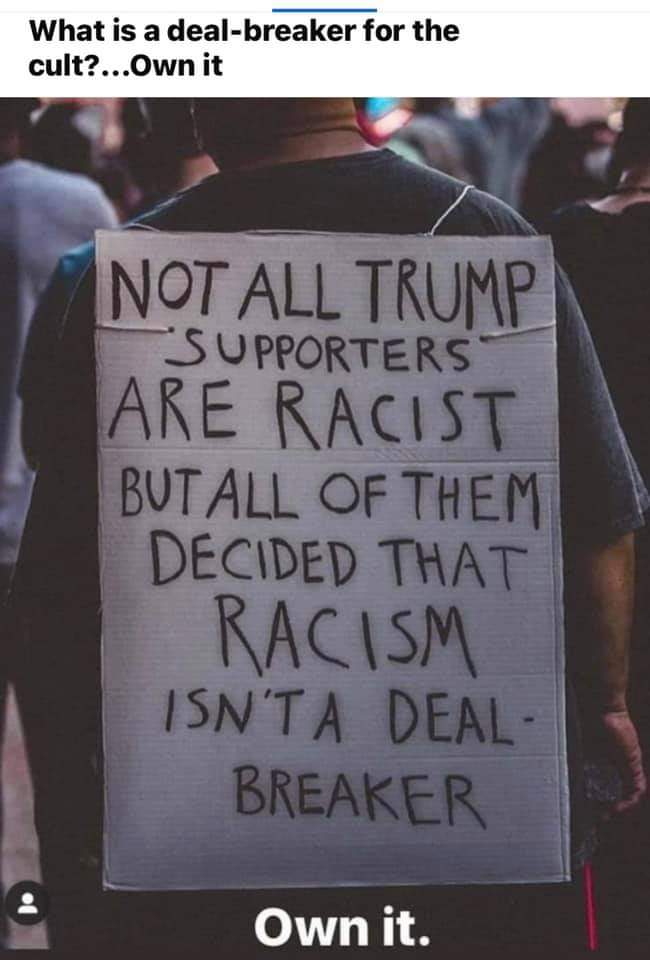 What is a deal-breaker for the
cult?...Own it
NOT ALL TRUMP
SUPPORTERS
ARE RACIST
BUT ALL OF THEM
DECIDED THAT
RACISM
ISN'T A DEAL-
BREAKER
Own it.